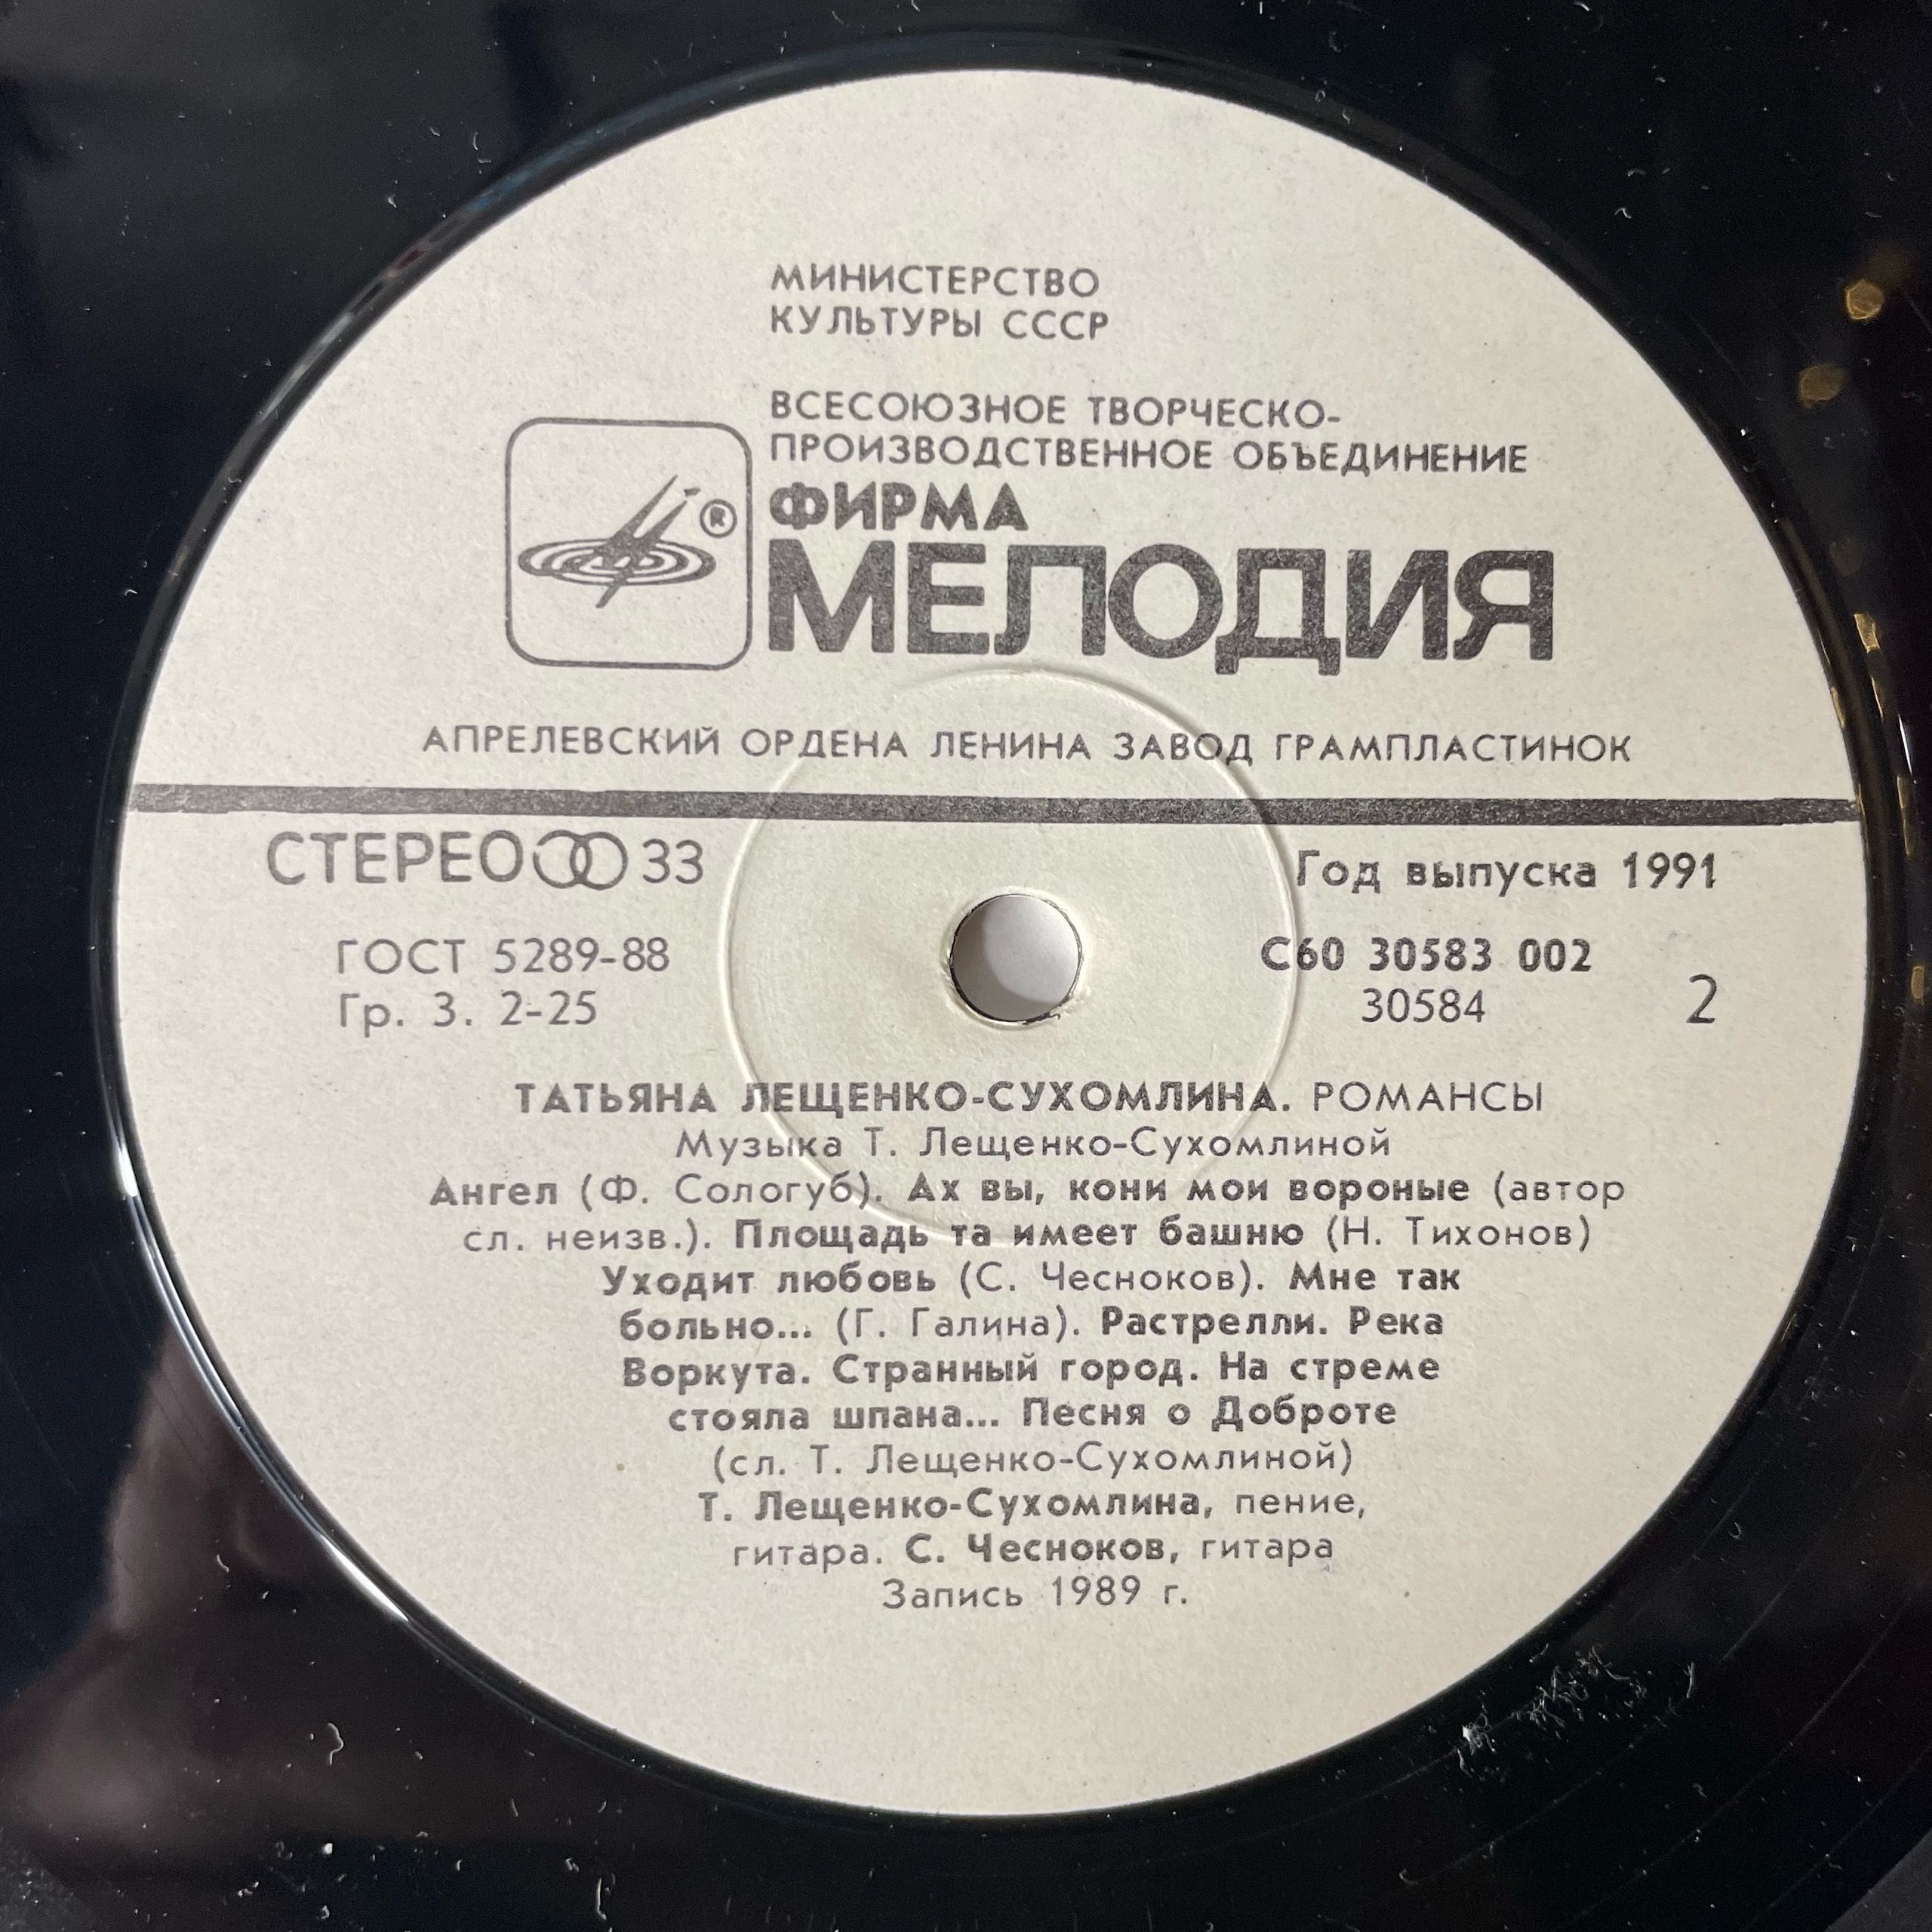 МИНИСТЕРСТВО
КУЛЬТУРЫ СССР
ВСЕСОЮЗНОЕ ТВОРЧЕСКО-
ПРОИЗВОДСТВЕННОЕ ОБЪЕДИНЕНИЕ
® ФИРМА
МЕЛОДИЯ
АПРЕЛЕВСКИЙ ОРДЕНА ЛЕНИНА ЗАВОД ГРАМПЛАСТИНОК
СТЕРЕО 33 Год выпуска 1991
ГОСТ 5289-88 С60 30583 002
Гр. 3. 2-25 30584 2
ТАТЬЯНА ЛЕЩЕНКО-СУХОМЛИНА. РОМАНСЫ
Музыка Т. Лещенко-Сухомлиной
Ангел (Ф. Сологуб). Ах вы, кони мои вороные (автор
сл. неизв.). Площадь та имеет башню (Н. Тихонов)
Уходит любовь (С. Чесноков). Мне так
больно... (Г. Галина). Растрелли. Река
Воркута. Странный город. На стреме
стояла шпана... Песня о Доброте
(сл. Т. Лещенко-Сухомлиной)
Т. Лещенко-Сухомлина, пение,
гитара. С. Чесноков, гитара
Запись 1989 г.